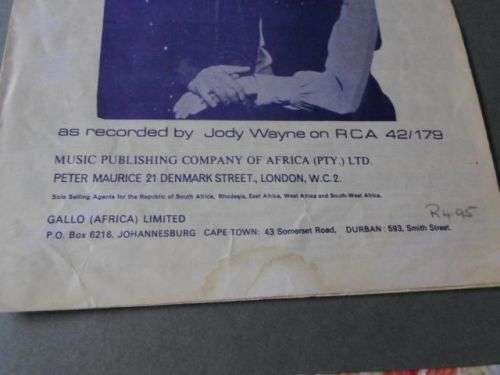 as recorded by Jody Wayne on RCA 42/179
MUSIC PUBLISHING COMPANY OF AFRICA (PTY.) LTD.
PETER MAURICE 21 DENMARK STREET., LONDON, W.C.2.
Sole Selling Agents for the Republic of South Africa, Rhodesia, East Africa, West Africa and South-West Africa.
GALLO (AFRICA) LIMITED
R4-95
P.O. Box 6216, JOHANNESBURG CAPE TOWN: 43 Somerset Road, DURBAN: 593, Smith Street.